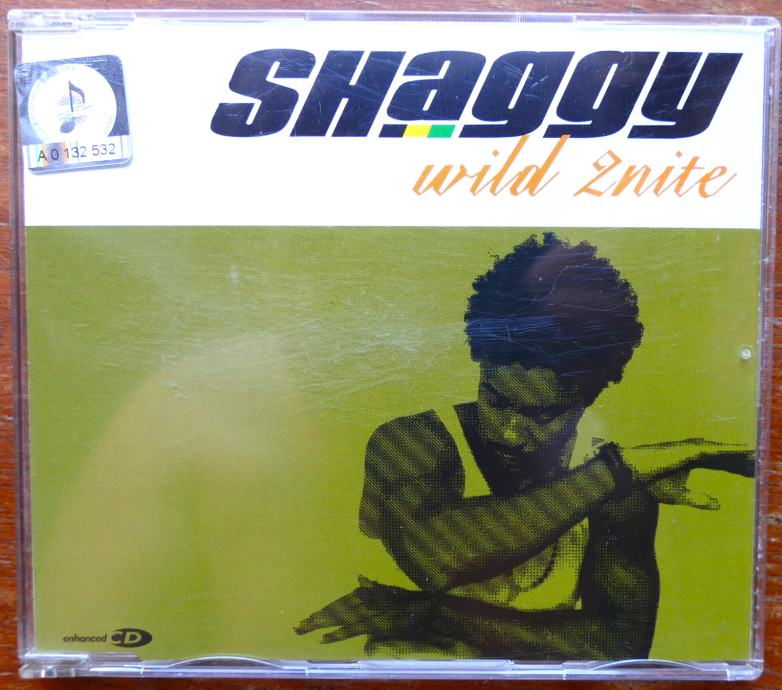 SHaggy
wild 2nite
A 0 132 532
enhanced CD